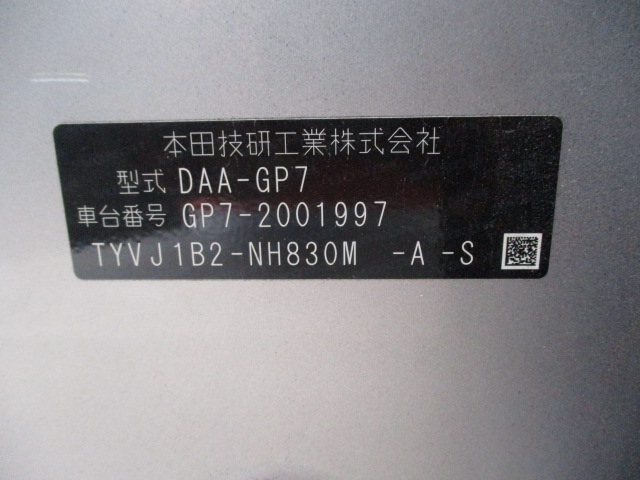 本田技研工業株式会社
型式 DAA-GP7
車台番号 GP7-2001997
TYVJ1B2-NH830M -A -S